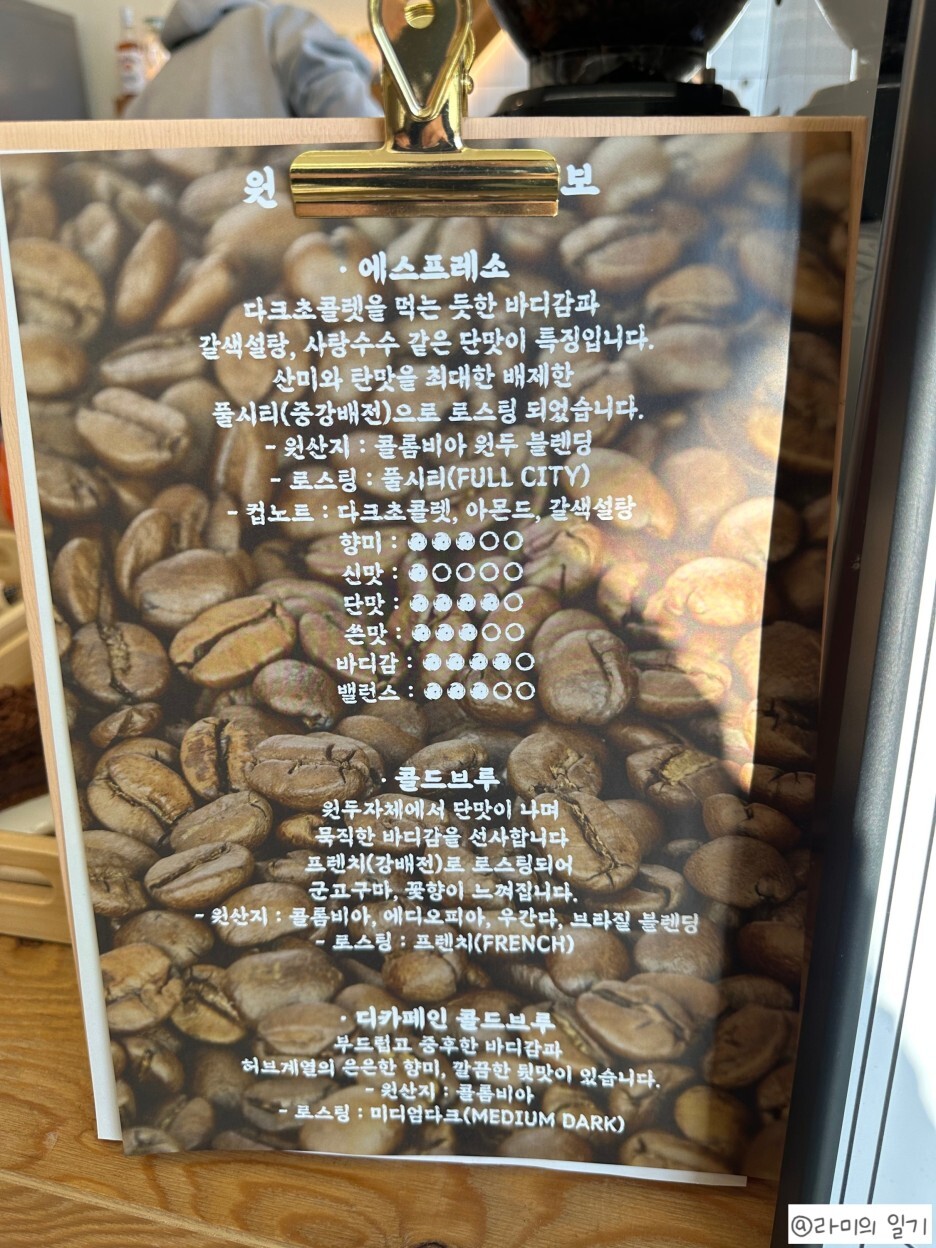 원 보
· 에스프레소
다크초콜렛을 먹는 듯한 바디감과
갈색설탕, 사탕수수 같은 단맛이 특징입니다.
산미와 탄맛을 최대한 배제한
풀시티(중강배전)으로 로스팅 되었습니다.
- 원산지 : 콜롬비아 원두 블렌딩
- 로스팅 : 풀시티(FULL CITY)
- 컵노트 : 다크초콜렛, 아몬드, 갈색설탕
향미 : ●●●○○
신맛 : ●○○○○
단맛 : ●●●●○
쓴맛 : ●●●○○
바디감 : ●●●●○
밸런스 : ●●●○○
· 콜드브루
원두자체에서 단맛이 나며
묵직한 바디감을 선사합니다
프렌치(강배전)로 로스팅되어
군고구마, 꽃향이 느껴집니다.
- 원산지 : 콜롬비아, 에디오피아, 우간다, 브라질 블렌딩
- 로스팅 : 프렌치(FRENCH)
· 디카페인 콜드브루
부드럽고 중후한 바디감과
허브계열의 은은한 향미, 깔끔한 뒷맛이 있습니다.
- 원산지 : 콜롬비아
- 로스팅 : 미디엄다크(MEDIUM DARK)
@라미의 일기